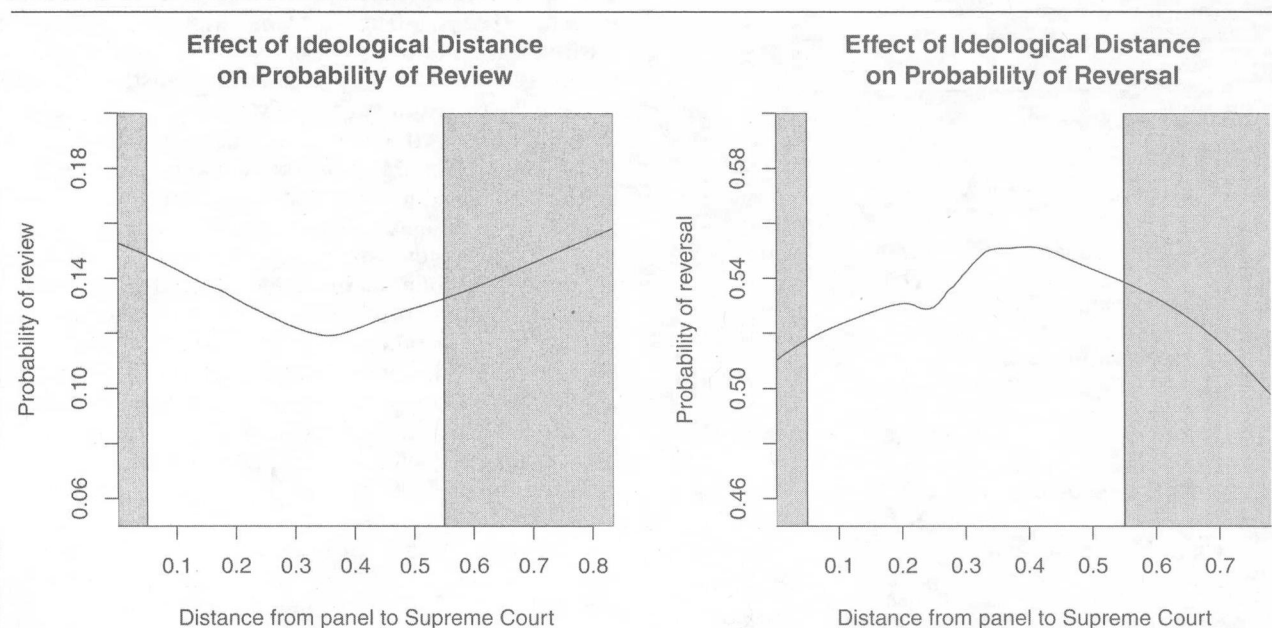 Effect of Ideological Distance
on Probability of Review
Probability of review
0.18
0.14
0.10
0.06
0.1 0.2 0.3 0.4 0.5 0.6 0.7 0.8
Distance from panel to Supreme Court
Effect of Ideological Distance
on Probability of Reversal
Probability of reversal
0.58
0.54
0.50
0.46
0.1 0.2 0.3 0.4 0.5 0.6 0.7
Distance from panel to Supreme Court